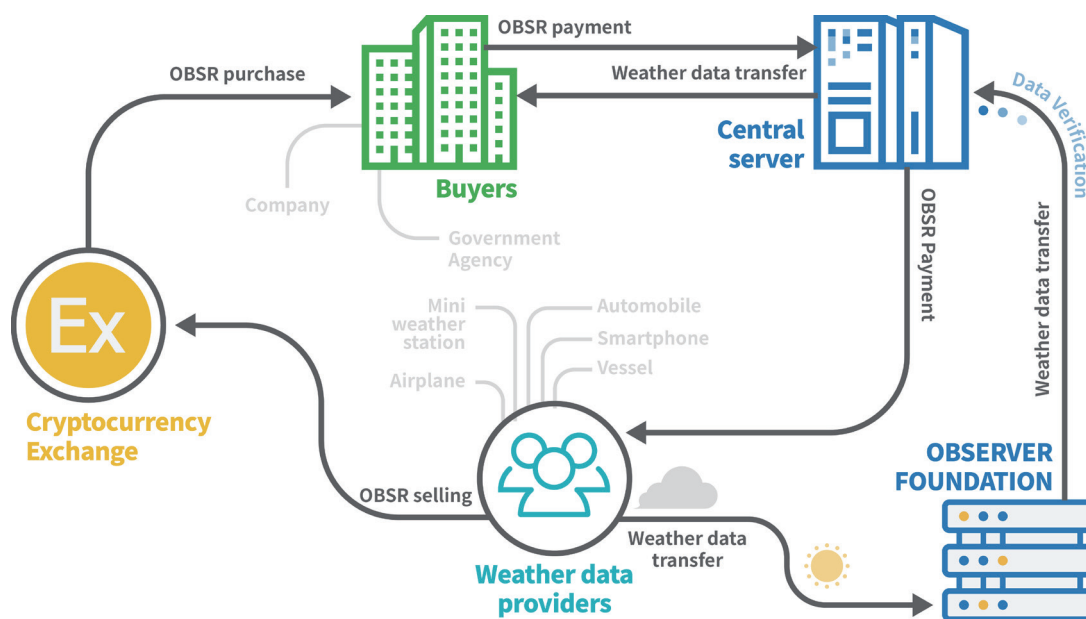 OBSR payment
OBSR purchase
Weather data transfer
Data Verification
Central
server
Buyers
Company
Government
Agency
OBSR Payment
Weather data transfer
Ex
Cryptocurrency
Exchange
Mini
weather
station
Automobile
Smartphone
Airplane
Vessel
OBSERVER
FOUNDATION
OBSR selling
Weather data
transfer
Weather data
providers